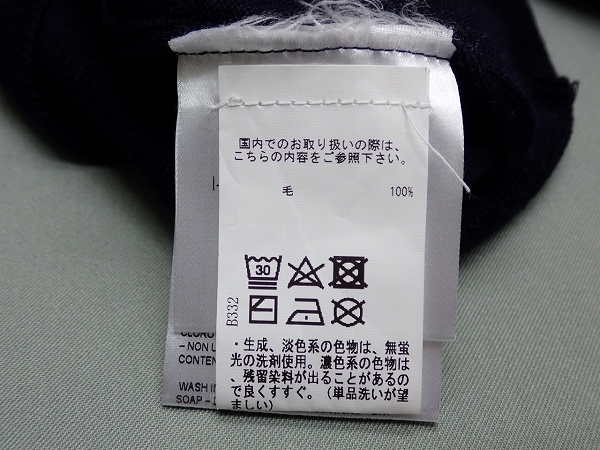 国内でのお取り扱いの際は、
こちらの内容をご参照下さい。
毛 100%
30
B332
・生成、淡色系の色物は、無蛍
光の洗剤使用。濃色系の色物は
、残留染料が出ることがあるの
で良くすすぐ。（単品洗いが望
ましい）
- NON U
CONTEN
WASH IN
SOAP -